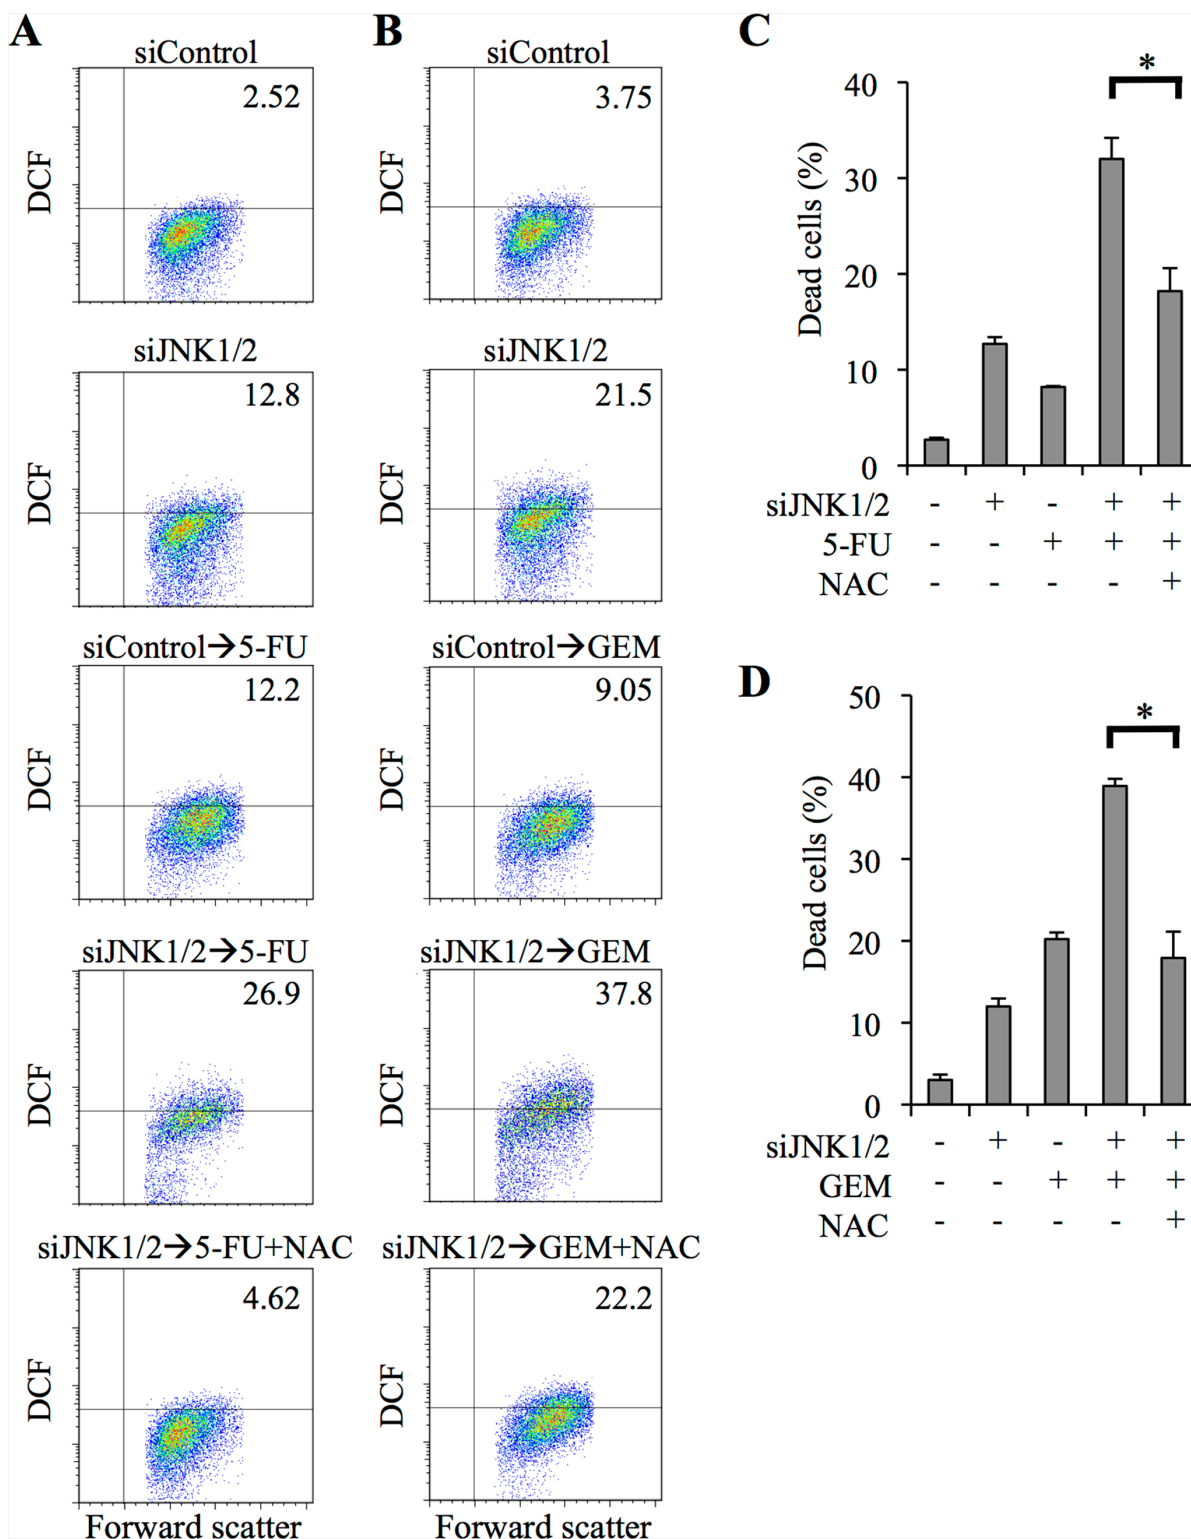 A
siControl
2.52
DCF
siJNK1/2
12.8
DCF
siControl→5-FU
12.2
DCF
siJNK1/2→5-FU
26.9
DCF
siJNK1/2→5-FU+NAC
4.62
DCF
Forward scatter
B
siControl
3.75
DCF
siJNK1/2
21.5
DCF
siControl→GEM
9.05
DCF
siJNK1/2→GEM
37.8
DCF
siJNK1/2→GEM+NAC
22.2
DCF
Forward scatter
C
*
40
30
20
10
0
Dead cells (%)
siJNK1/2 - + - + +
5-FU - - + + +
NAC - - - - +
D
*
50
40
30
20
10
0
Dead cells (%)
siJNK1/2 - + - + +
GEM - - + + +
NAC - - - - +